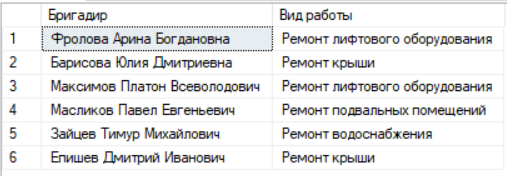 Бригадир Вид работы
1 Фролова Арина Богдановна Ремонт лифтового оборудования
2 Барисова Юлия Дмитриевна Ремонт крыши
3 Максимов Платон Всеволодович Ремонт лифтового оборудования
4 Масликов Павел Евгеньевич Ремонт подвальных помещений
5 Зайцев Тимур Михайлович Ремонт водоснабжения
6 Епишев Дмитрий Иванович Ремонт крыши